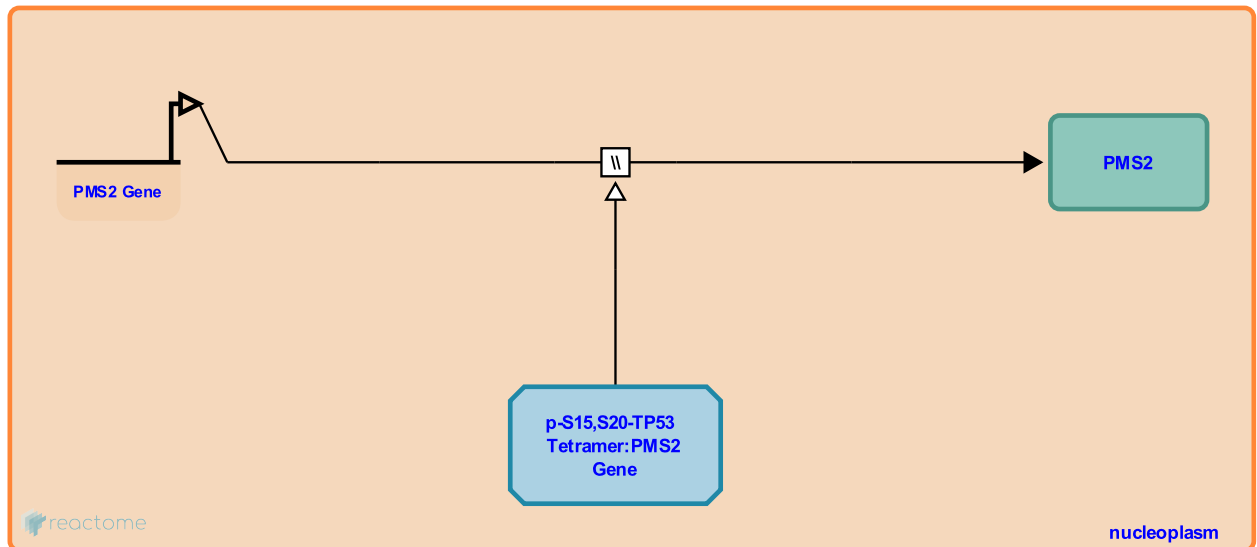 PMS2 Gene
\\
PMS2
p-S15,S20-TP53
Tetramer:PMS2
Gene
reactome
nucleoplasm